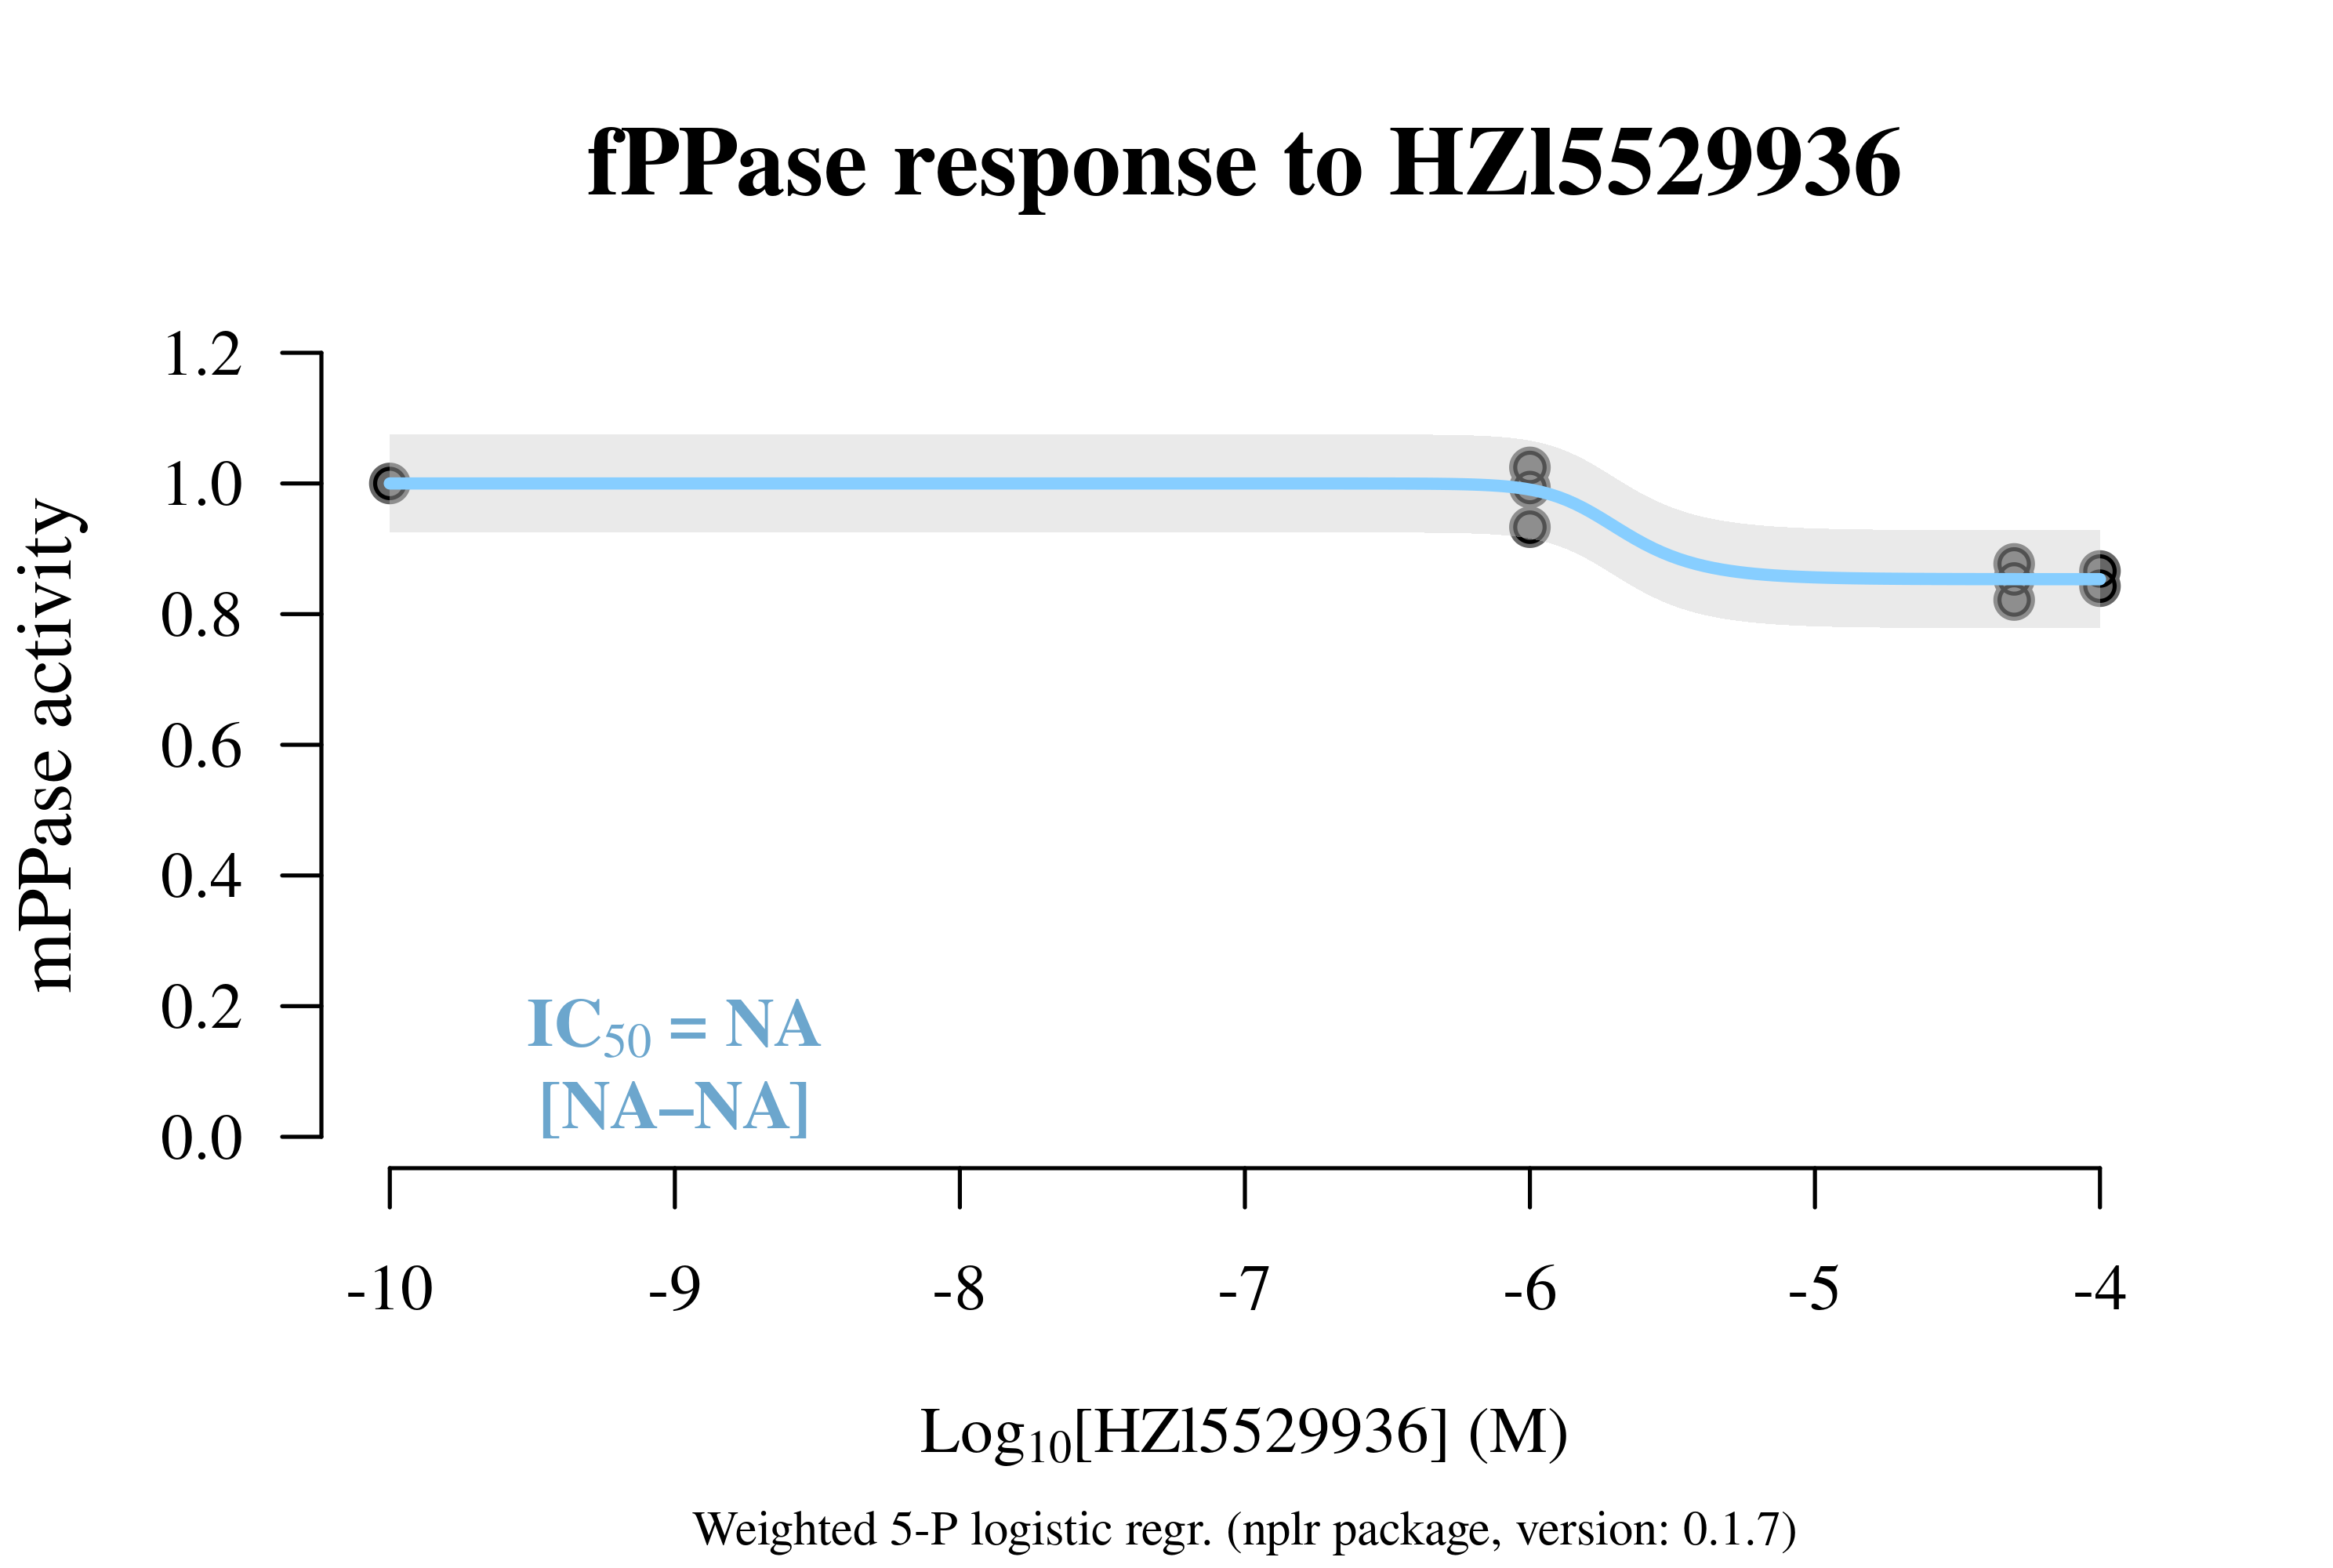 fPPase response to HZl5529936
mPPase activity
1.2
1.0
0.8
0.6
0.4
0.2
0.0
IC50 = NA
[NA–NA]
-10 -9 -8 -7 -6 -5 -4
Log10[HZl5529936] (M)
Weighted 5-P logistic regr. (nplr package, version: 0.1.7)